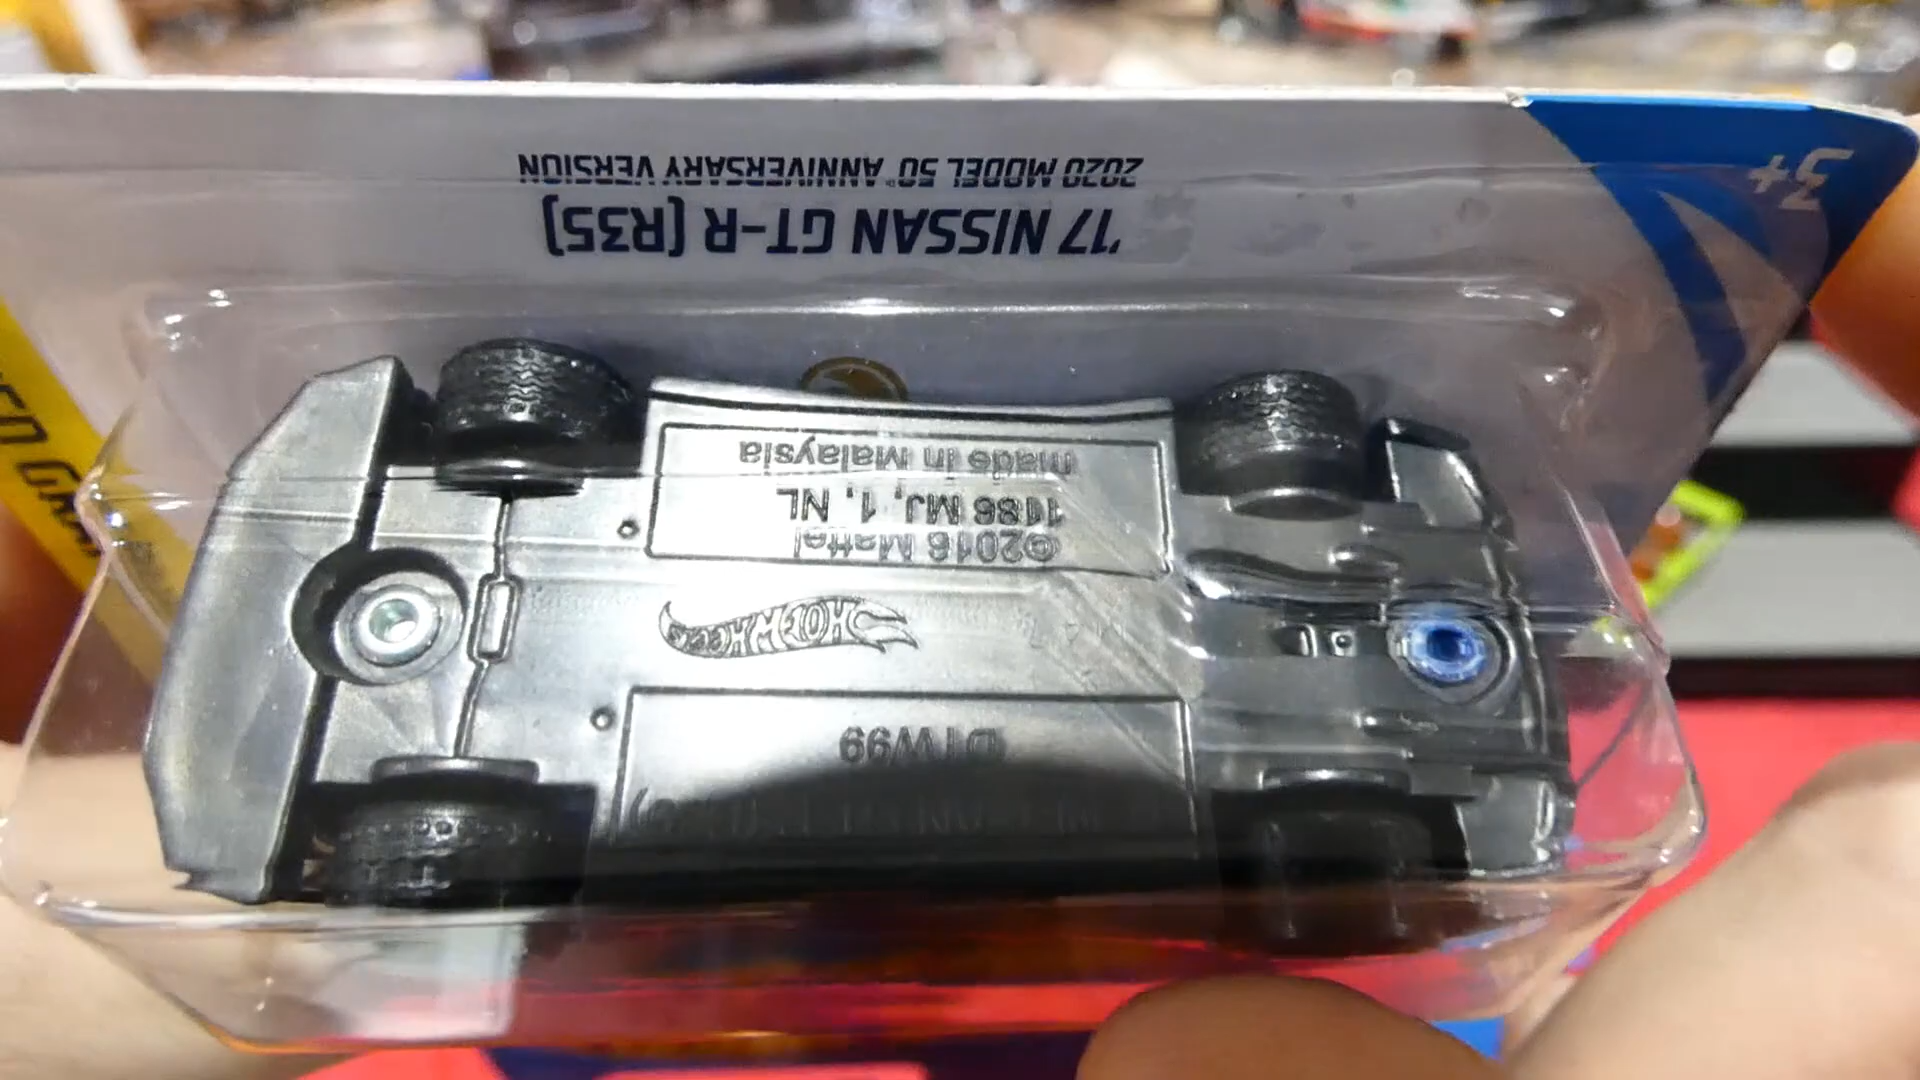 '17 NISSAN GT-R (R35)
2020 MODEL 50TH ANNIVERSARY VERSION
3+
©2016 Mattel
1186 MJ, 1, NL
made in Malaysia
HOT WHEELS
DTW99